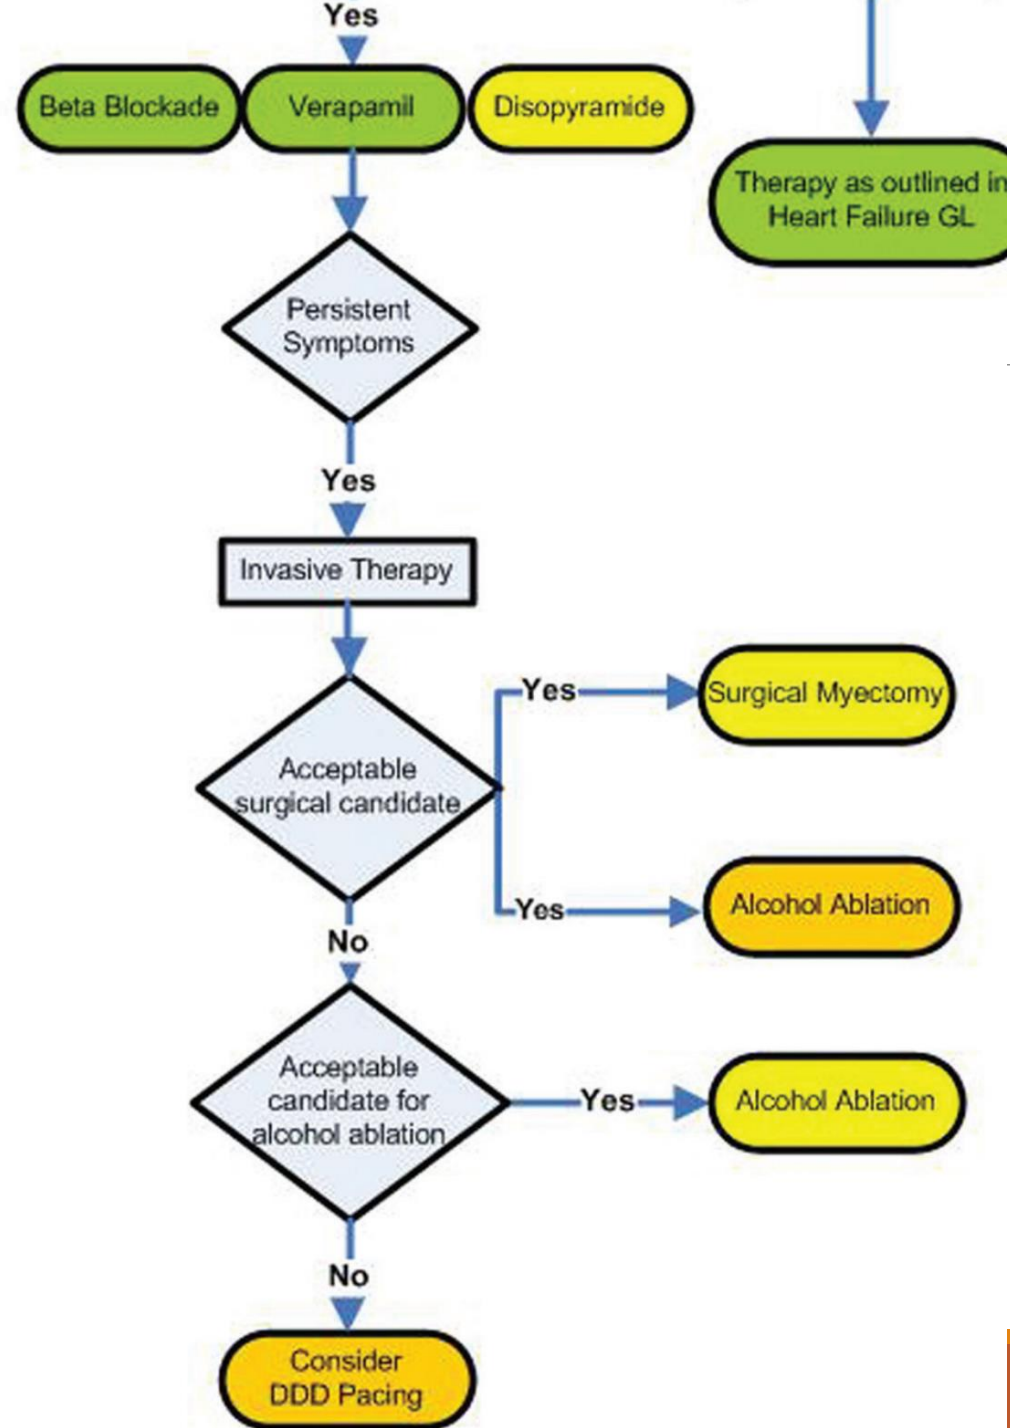 Yes
Beta Blockade
Verapamil
Disopyramide
Therapy as outlined in
Heart Failure GL
Persistent
Symptoms
Yes
Invasive Therapy
Acceptable
surgical candidate
Yes
Surgical Myectomy
Yes
Alcohol Ablation
No
Acceptable
candidate for
alcohol ablation
Yes
Alcohol Ablation
No
Consider
DDD Pacing